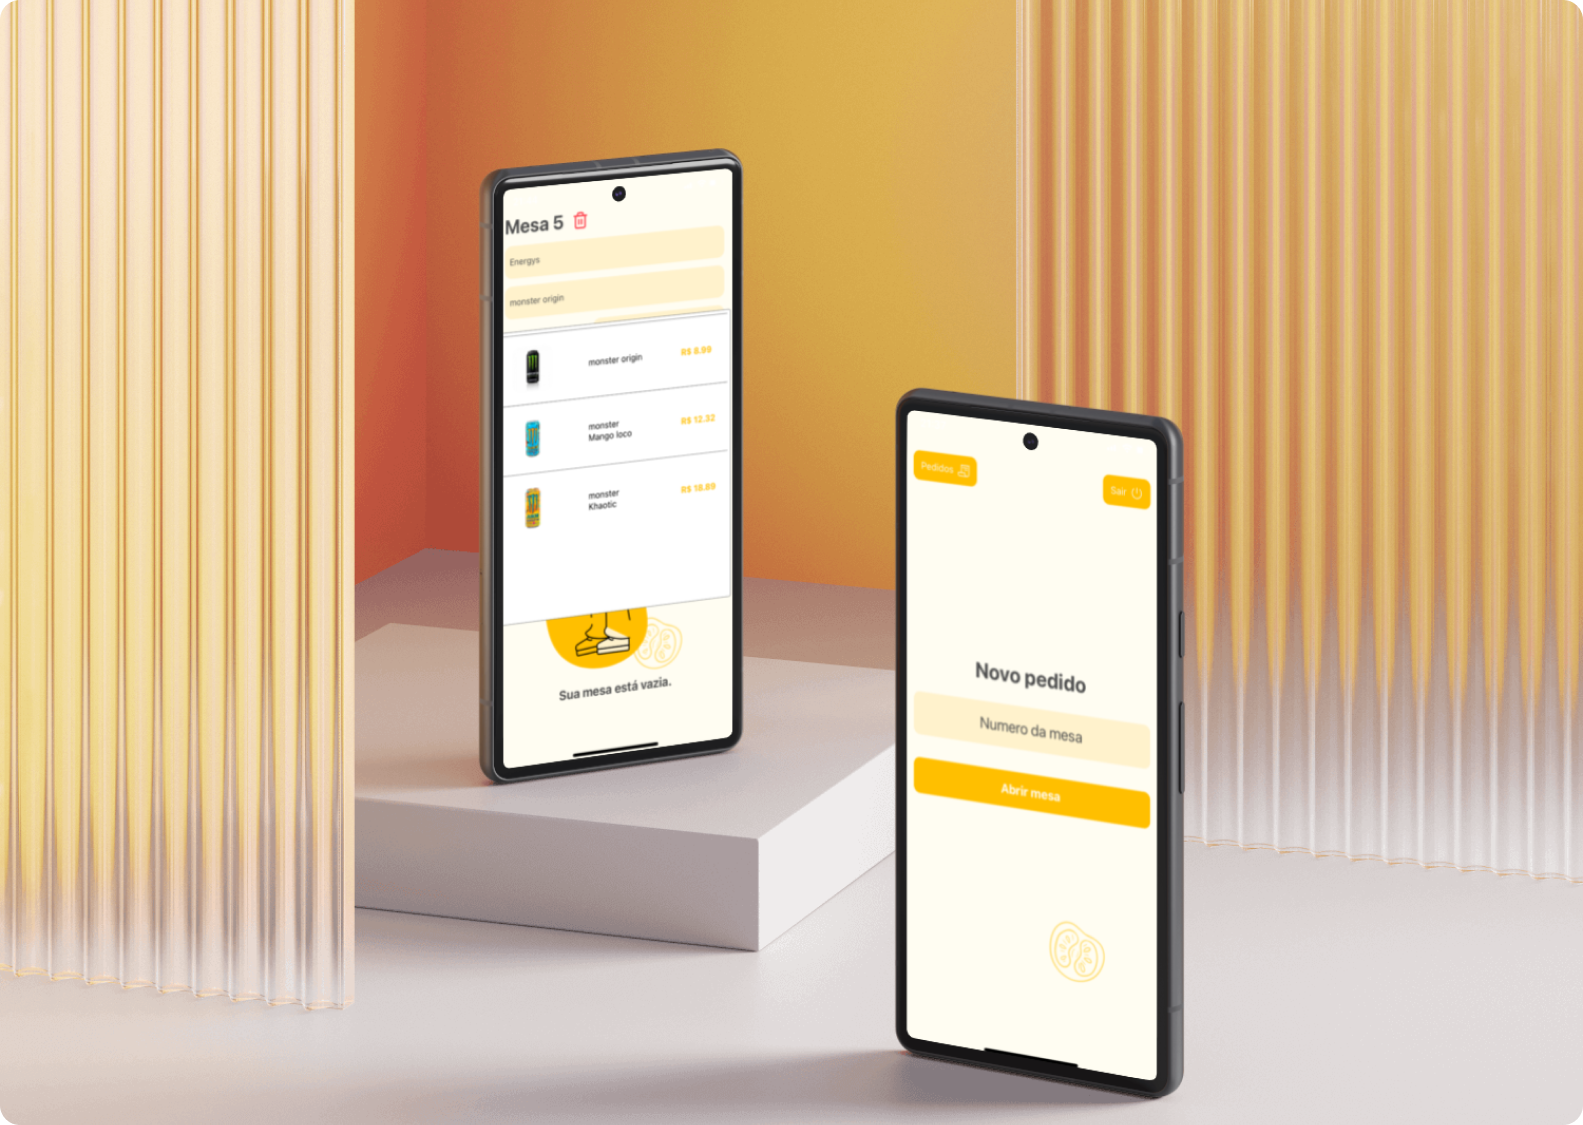 Mesa 5
Energys
monster origin
monster origin
R$ 8.99
monster
Mango loco
R$ 12.32
monster
Khaotic
R$ 18.89
Sua mesa está vazia.
Pedidos
Sair
Novo pedido
Numero da mesa
Abrir mesa